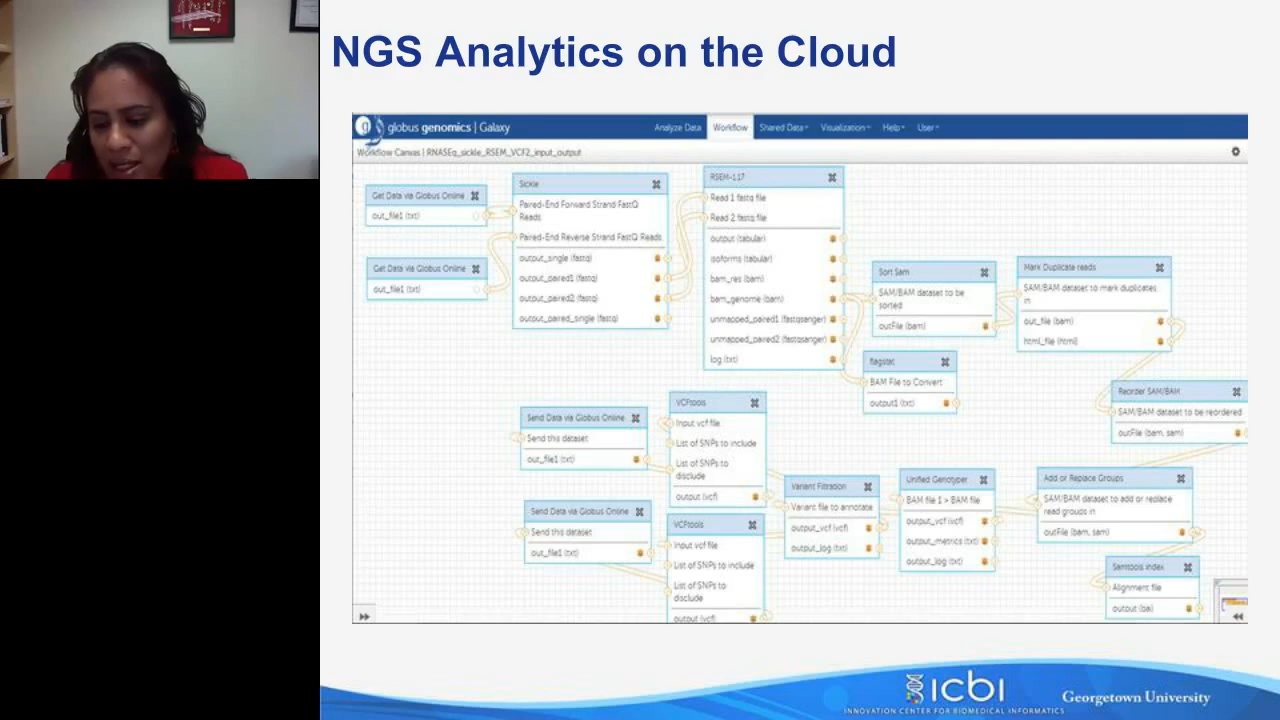 NGS Analytics on the Cloud
globus genomics | Galaxy
Analyze Data
Workflow
Shared Data
Visualization
Help
User
Workflow Canvas | RNASEq_sickle_RSEM_VCF2_input_output
Get Data via Globus Online
out_file1 (txt)
Get Data via Globus Online
out_file1 (txt)
Sickle
Paired-End Forward Strand FastQ
Reads
Paired-End Reverse Strand FastQ Reads
output_single (fastq)
output_paired1 (fastq)
output_paired2 (fastq)
output_paired_single (fastq)
RSEM-1.17
Read 1 fastq file
Read 2 fastq file
output (tabular)
isoforms (tabular)
bam_res (bam)
bam_genome (bam)
unmapped_paired1 (fastqsanger)
unmapped_paired2 (fastqsanger)
log (txt)
Sort Sam
SAM/BAM dataset to be
sorted
outFile (bam)
Mark Duplicate reads
SAM/BAM dataset to mark duplicates
in
out_file (bam)
html_file (html)
flagstat
BAM File to Convert
output1 (txt)
Reorder SAM/BAM
SAM/BAM dataset to be reordered
outFile (bam, sam)
Send Data via Globus Online
Send this dataset
out_file1 (txt)
VCFtools
Input vcf file
List of SNPs to include
List of SNPs to
disclude
output (vcf)
Variant Filtration
Variant file to annotate
output_vcf (vcf)
output_log (txt)
Unified Genotyper
BAM file 1 > BAM file
output_vcf (vcf)
output_metrics (txt)
output_log (txt)
Add or Replace Groups
SAM/BAM dataset to add or replace
read groups in
outFile (bam, sam)
Send Data via Globus Online
Send this dataset
out_file1 (txt)
VCFtools
Input vcf file
List of SNPs to include
List of SNPs to
disclude
output (vcf)
Samtools index
Alignment file
output (bai)
icbi
INNOVATION CENTER FOR BIOMEDICAL INFORMATICS
Georgetown University